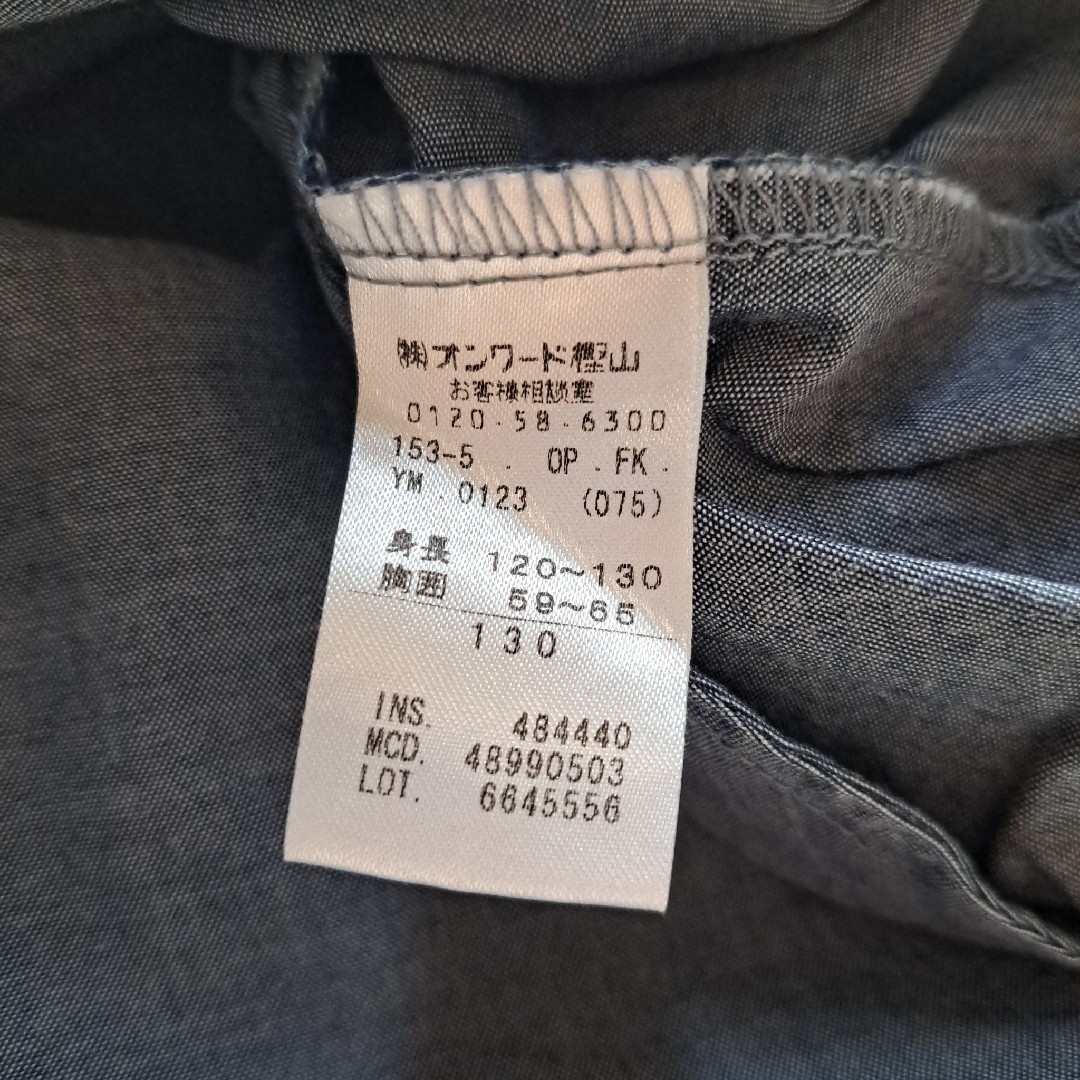 ㈱オンワード樫山
お客様相談室
0120.58.6300
153-5 . OP . FK .
YM . 0123 (075)
身長 120〜130
胸囲 59〜65
130
INS. 484440
MCD. 48990503
LOT. 6645556